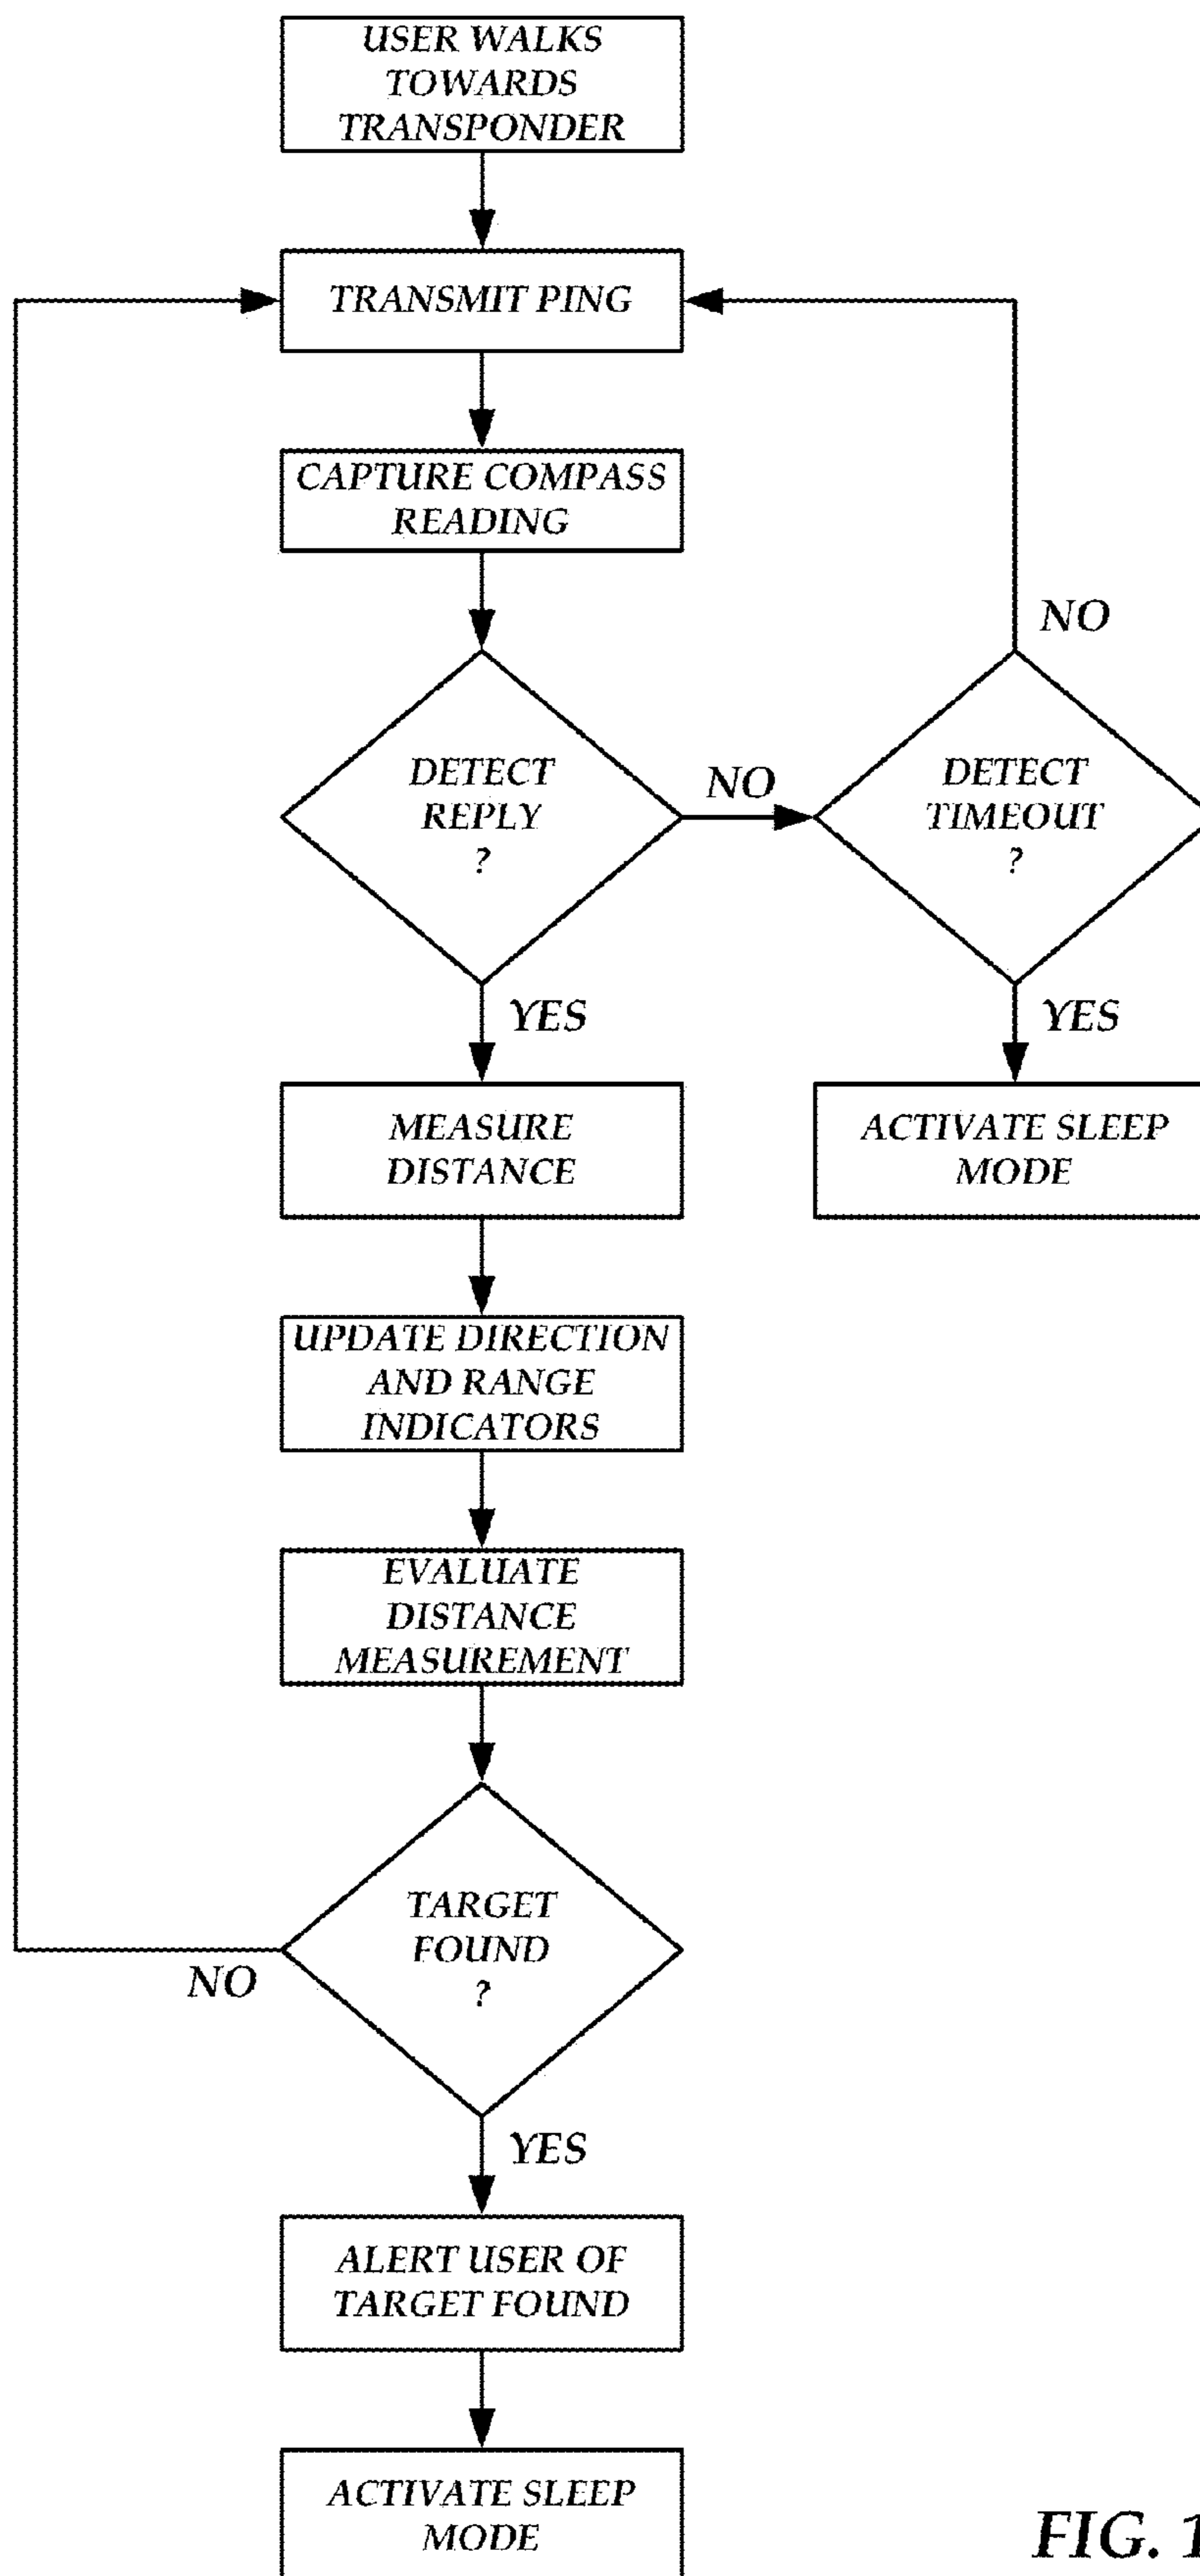 USER WALKS
TOWARDS
TRANSPONDER
TRANSMIT PING
CAPTURE COMPASS
READING
NO
DETECT
REPLY
?
NO
DETECT
TIMEOUT
?
YES
YES
MEASURE
DISTANCE
ACTIVATE SLEEP
MODE
UPDATE DIRECTION
AND RANGE
INDICATORS
EVALUATE
DISTANCE
MEASUREMENT
TARGET
FOUND
?
NO
YES
ALERT USER OF
TARGET FOUND
ACTIVATE SLEEP
MODE
FIG.